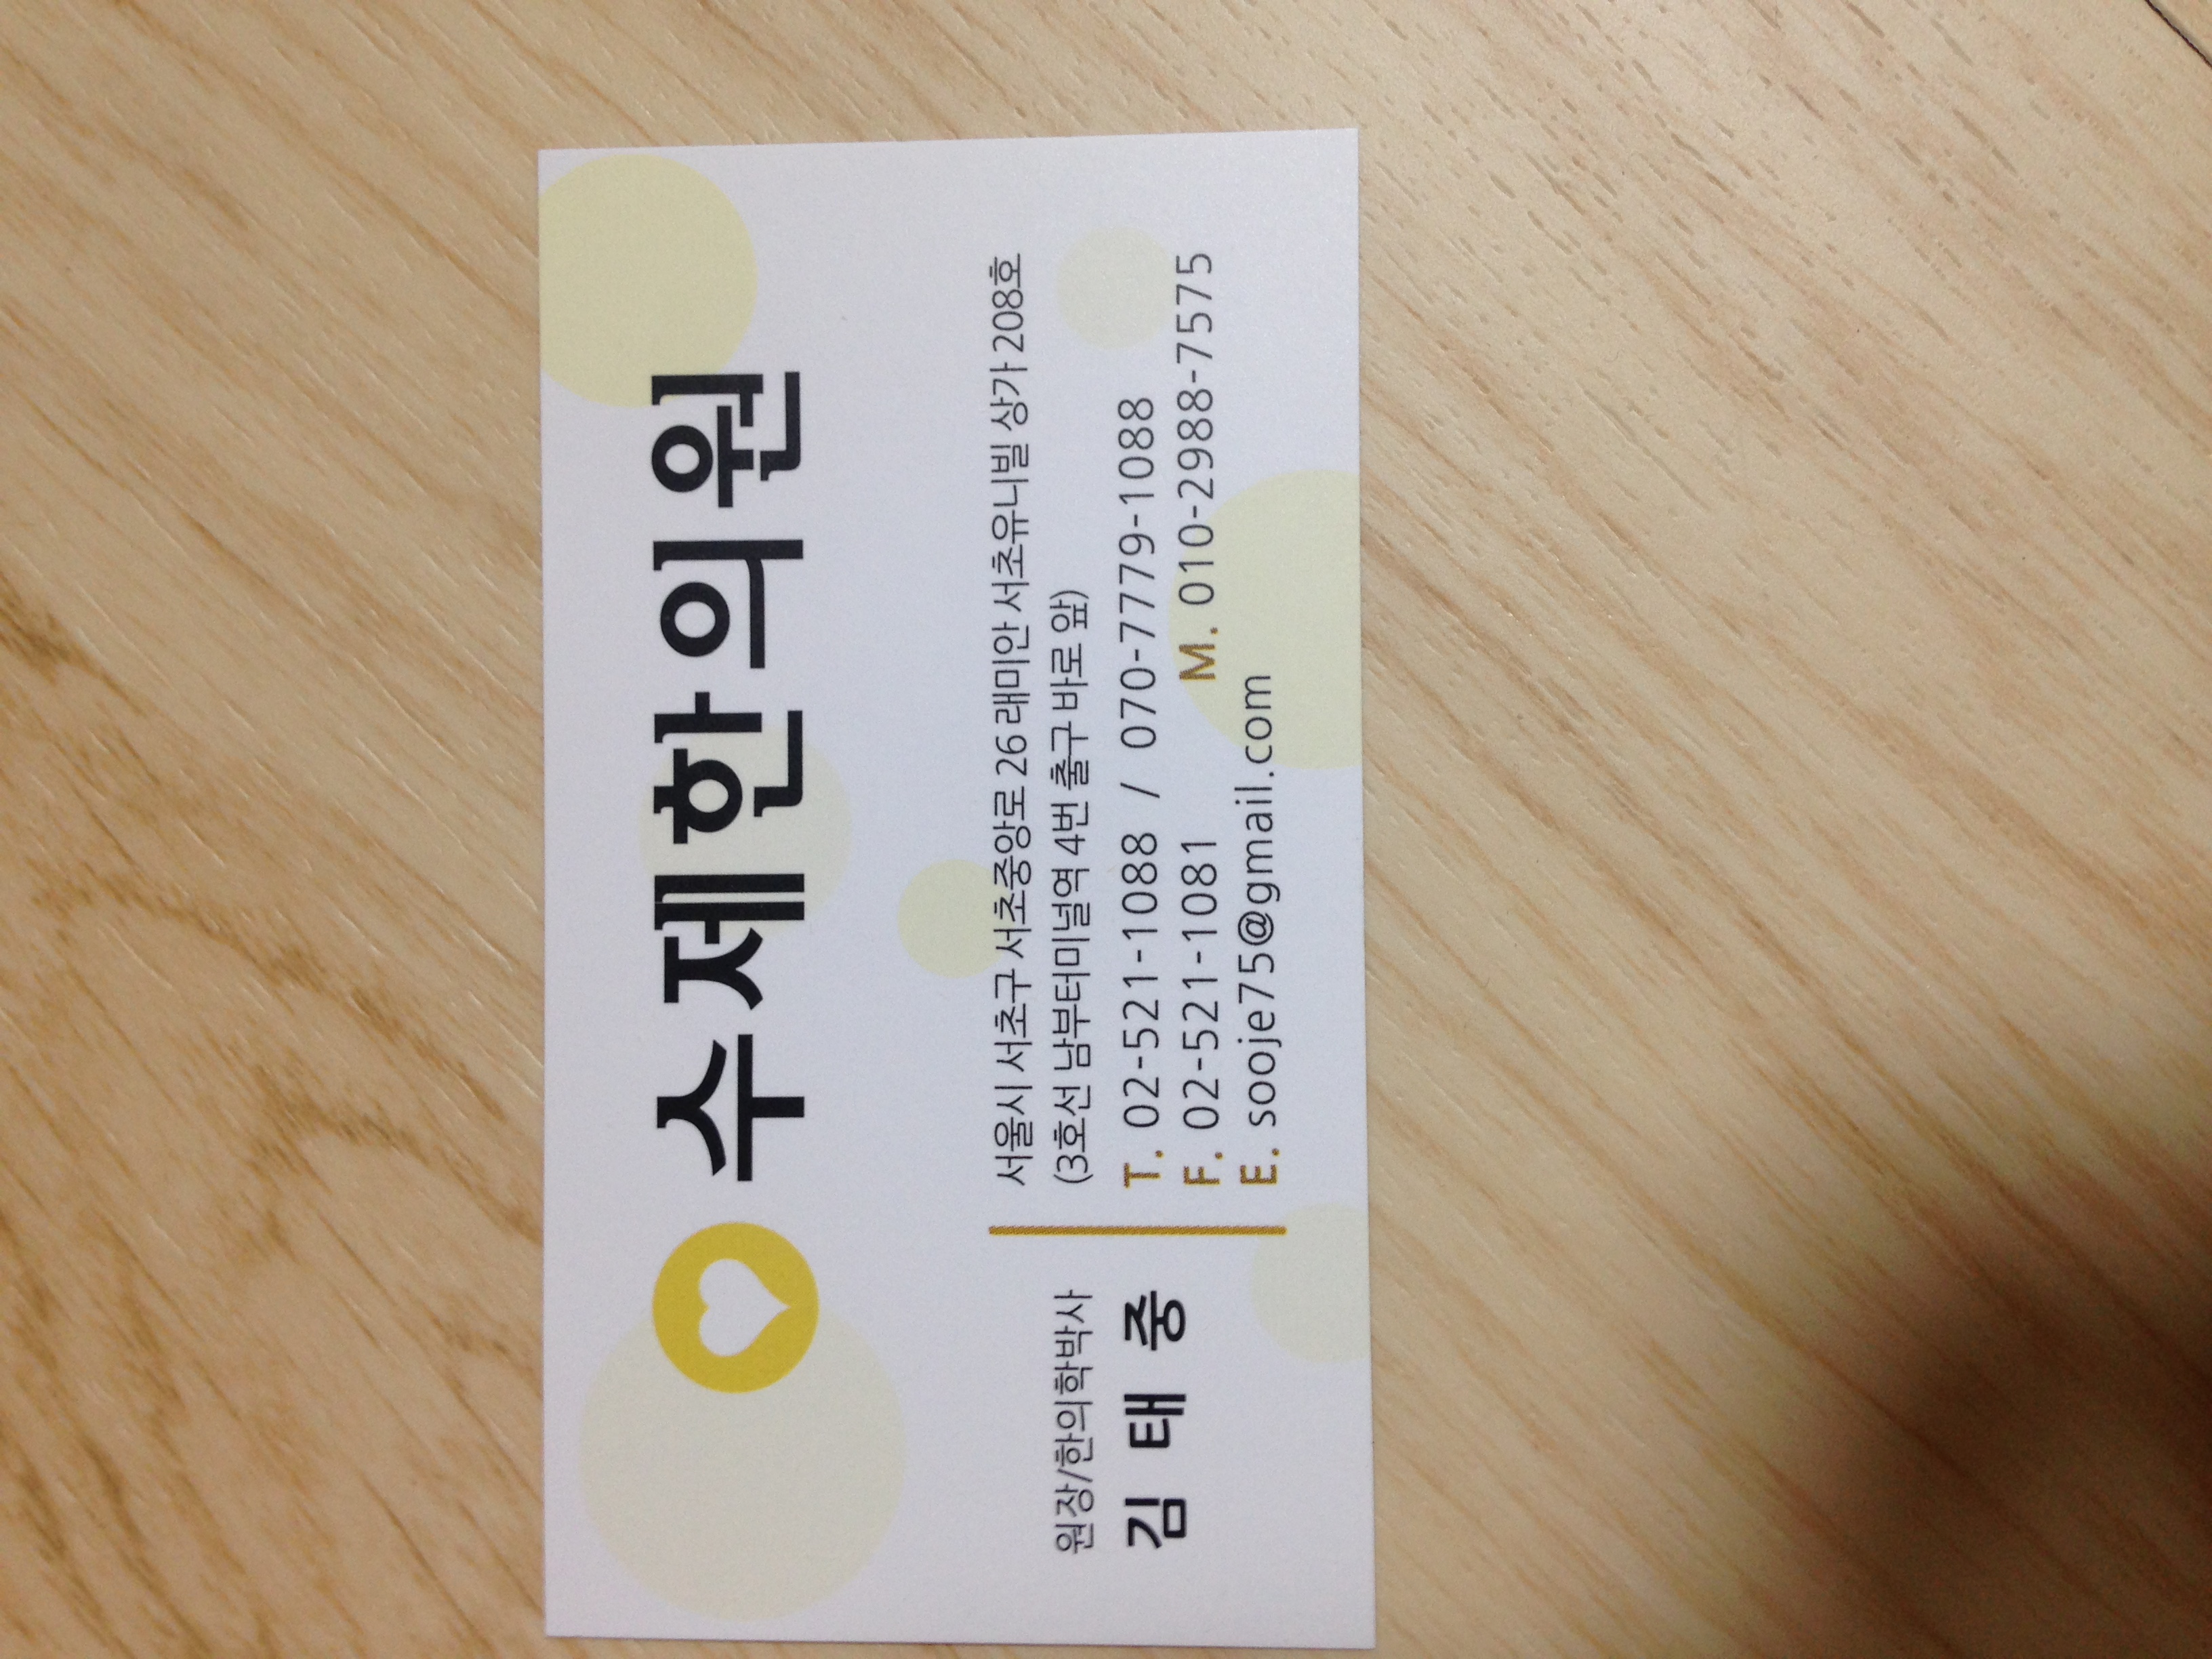 수제한의원
원장/한의학박사
김 태 중
서울시 서초구 서초중앙로 26 래미안 서초유니빌 상가 208호
(3호선 남부터미널역 4번 출구 바로 앞)
T. 02-521-1088 / 070-7779-1088
F. 02-521-1081 M. 010-2988-7575
E. sooje75@gmail.com